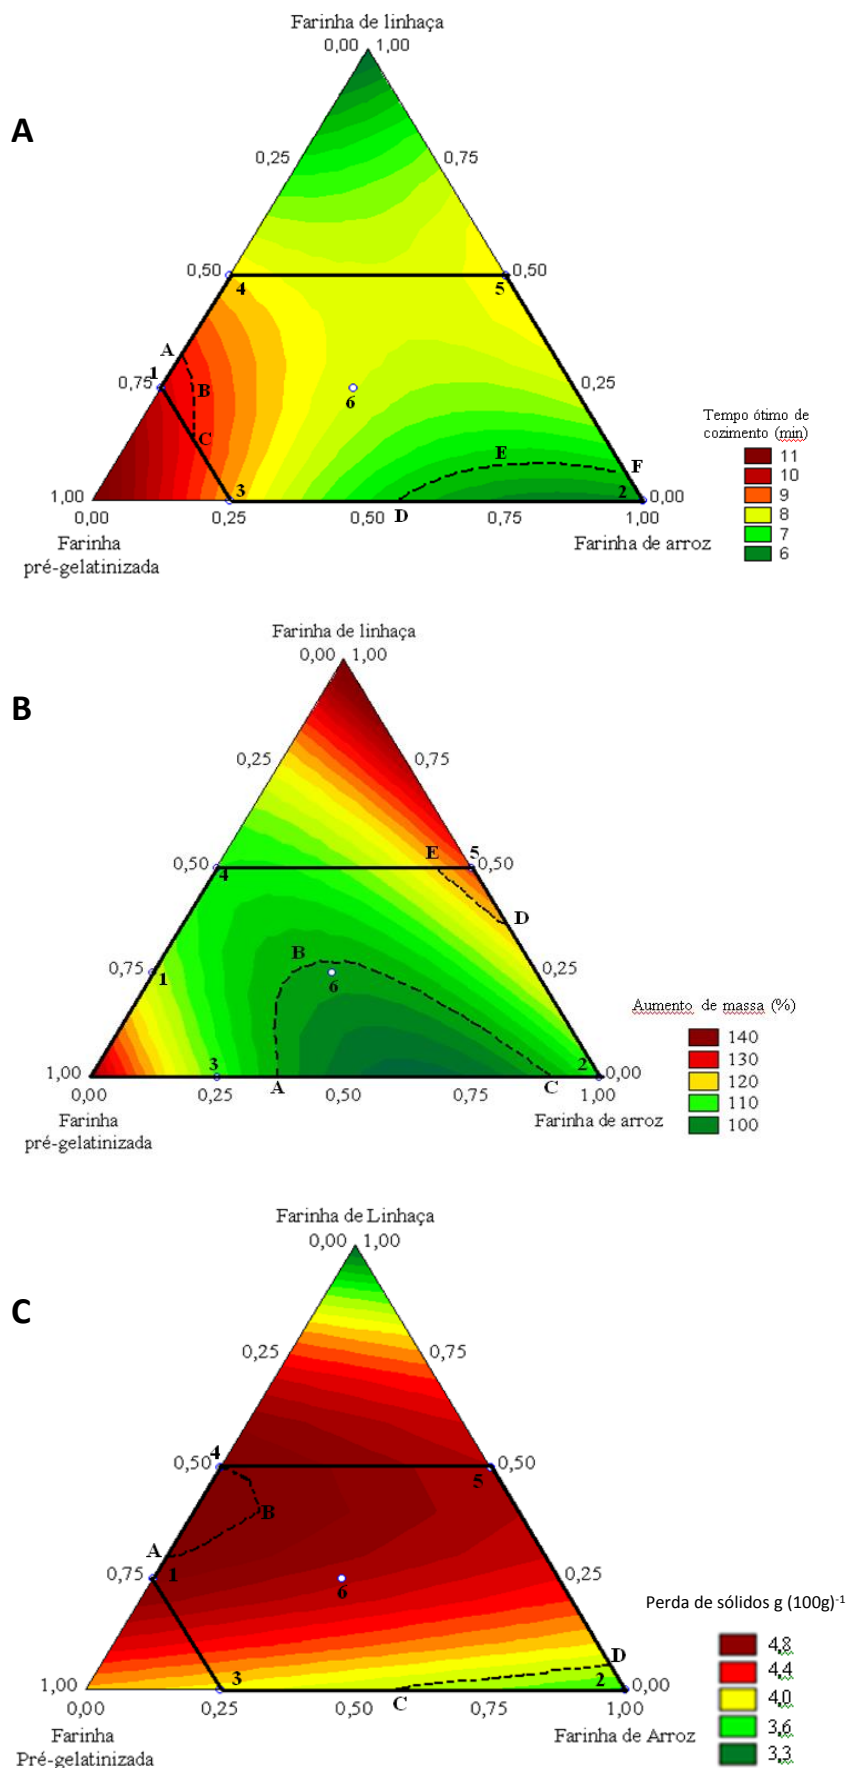 Farinha de linhaça
0,00 1,00
A
0,25 0,75
0,50 0,50
4 5
A
1
0,75 0,25
B
6
C
E
F
3 2
1,00 0,00
0,00 0,25 0,50 D 0,75 1,00
Farinha
pré-gelatinizada
Farinha de arroz
Tempo ótimo de
cozimento (min)
11
10
9
8
7
6
Farinha de linhaça
0,00 1,00
B
0,25 0,75
E 5
0,50 0,50
4
D
B
0,75 0,25
1 6
3 2
1,00 0,00
A C
0,00 0,25 0,50 0,75 1,00
Farinha
pré-gelatinizada
Farinha de arroz
Aumento de massa (%)
140
130
120
110
100
Farinha de Linhaça
0,00 1,00
C
0,25 0,75
4
0,50 0,50
5
B
A
0,75 1 0,25
6
D
3 2
1,00 0,00
C
0,00 0,25 0,50 0,75 1,00
Farinha
Pré-gelatinizada
Farinha de Arroz
Perda de sólidos g (100g)-1
4,8
4,4
4,0
3,6
3,3